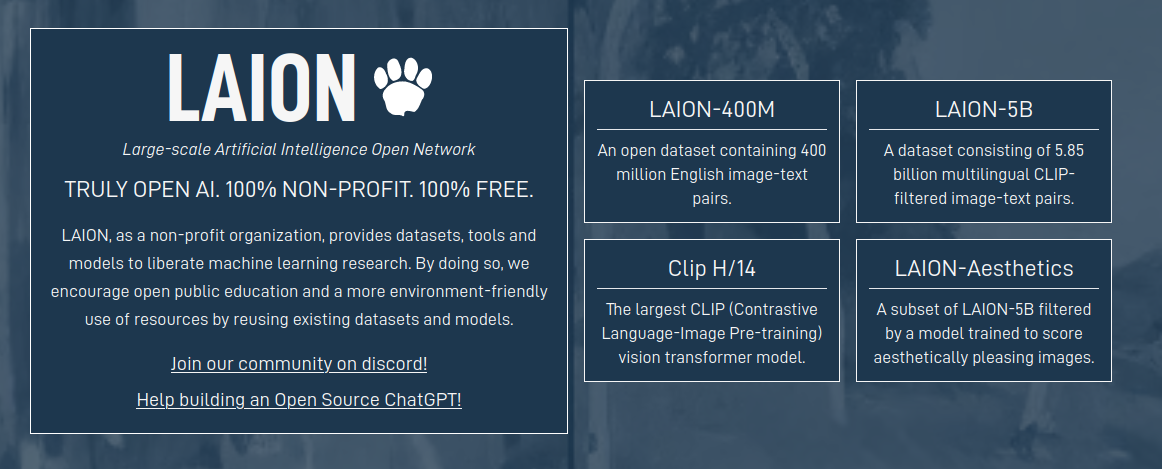 LAION
Large-scale Artificial Intelligence Open Network
TRULY OPEN AI. 100% NON-PROFIT. 100% FREE.
LAION, as a non-profit organization, provides datasets, tools and
models to liberate machine learning research. By doing so, we
encourage open public education and a more environment-friendly
use of resources by reusing existing datasets and models.
Join our community on discord!
Help building an Open Source ChatGPT!
LAION-400M
An open dataset containing 400
million English image-text
pairs.
LAION-5B
A dataset consisting of 5.85
billion multilingual CLIP-
filtered image-text pairs.
Clip H/14
The largest CLIP (Contrastive
Language-Image Pre-training)
vision transformer model.
LAION-Aesthetics
A subset of LAION-5B filtered
by a model trained to score
aesthetically pleasing images.